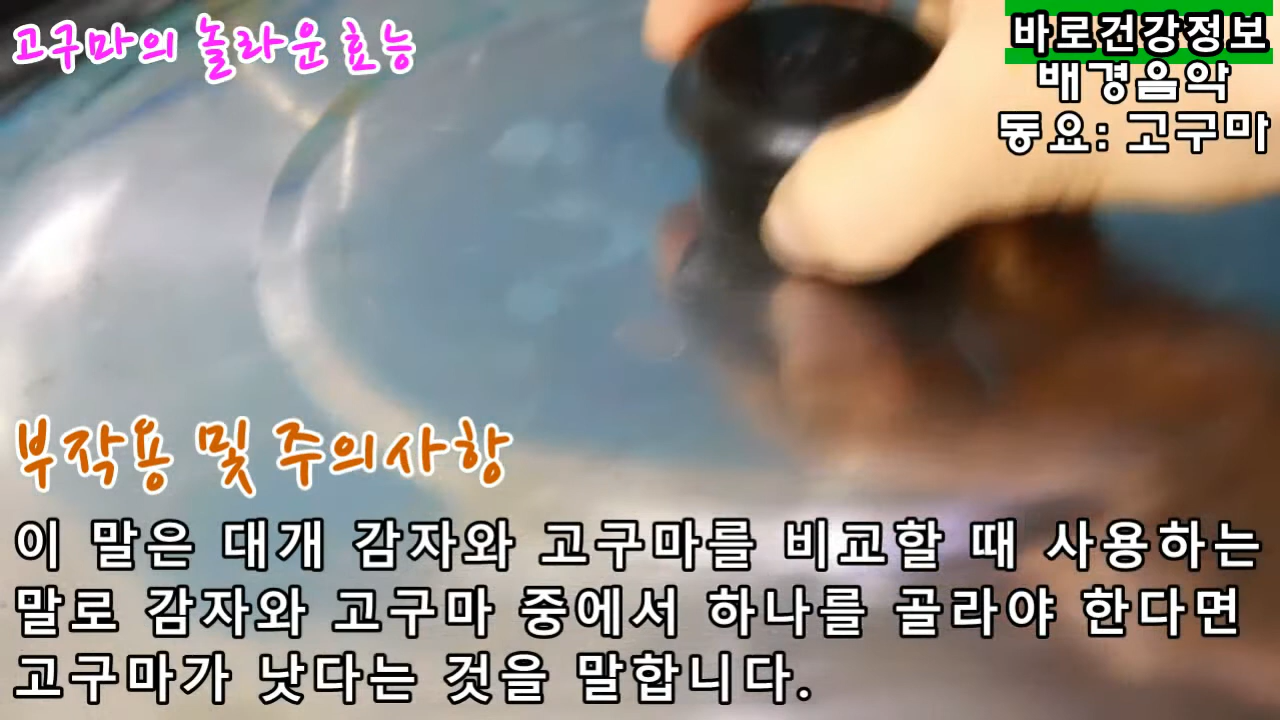 고구마의 놀라운 효능
바로건강정보
배경음악
동요: 고구마
부작용 및 주의사항
이 말은 대개 감자와 고구마를 비교할 때 사용하는
말로 감자와 고구마 중에서 하나를 골라야 한다면
고구마가 낫다는 것을 말합니다.